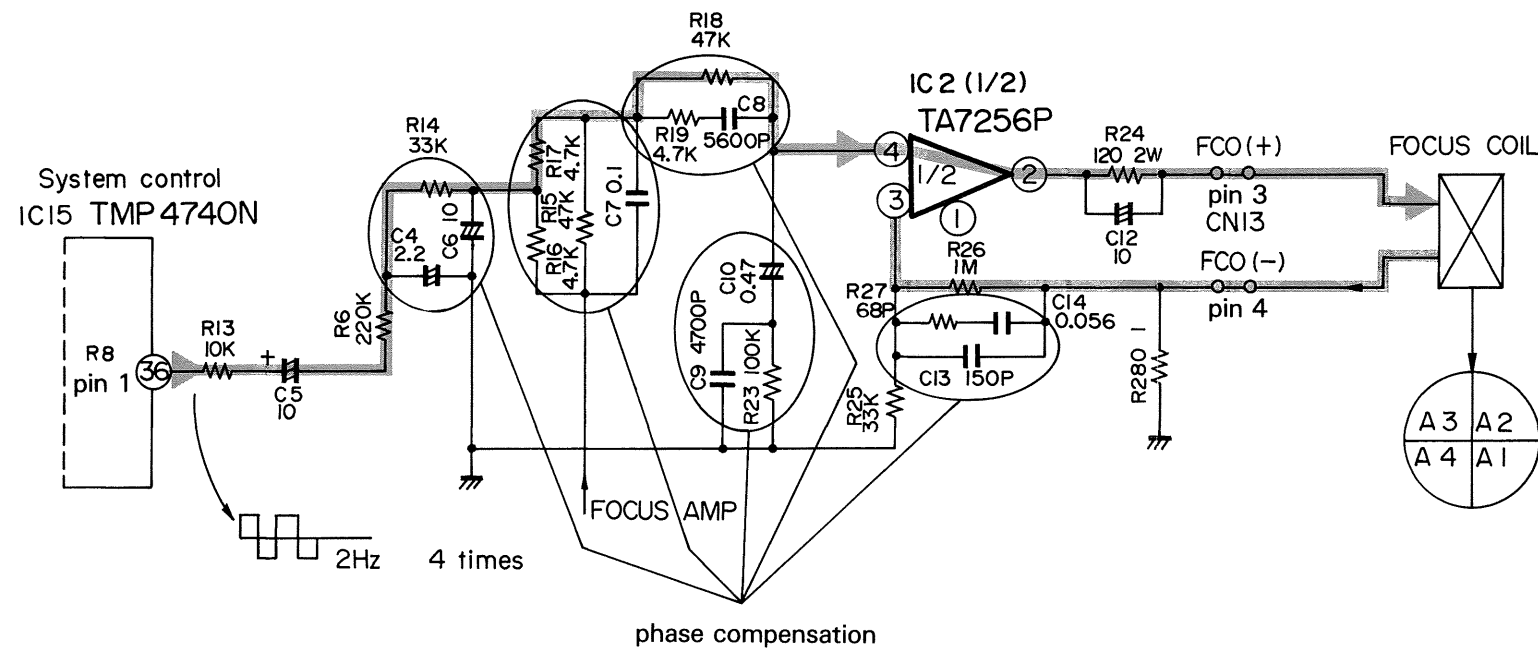 R18
47K
IC2 (1/2)
TA7256P
C8
5600P
R19
4.7K
R14
33K
R17
4.7K
R15
47K
R16
4.7K
C7 0.1
System control
IC15 TMP4740N
C4
2.2
C6
10
4
3
1/2
2
1
R24
120 2W
C12
10
FCO(+)
pin 3
CN13
FOCUS COIL
R26
1M
FCO(-)
pin 4
R8
pin 1
36
R13
10K
+
C5
10
R6
220K
C10
0.47
C9 4700P
R23 100K
R27
68P
C14
0.056
C13 150P
R25
33K
R280 1
A3 A2
A4 A1
FOCUS AMP
2Hz 4 times
phase compensation